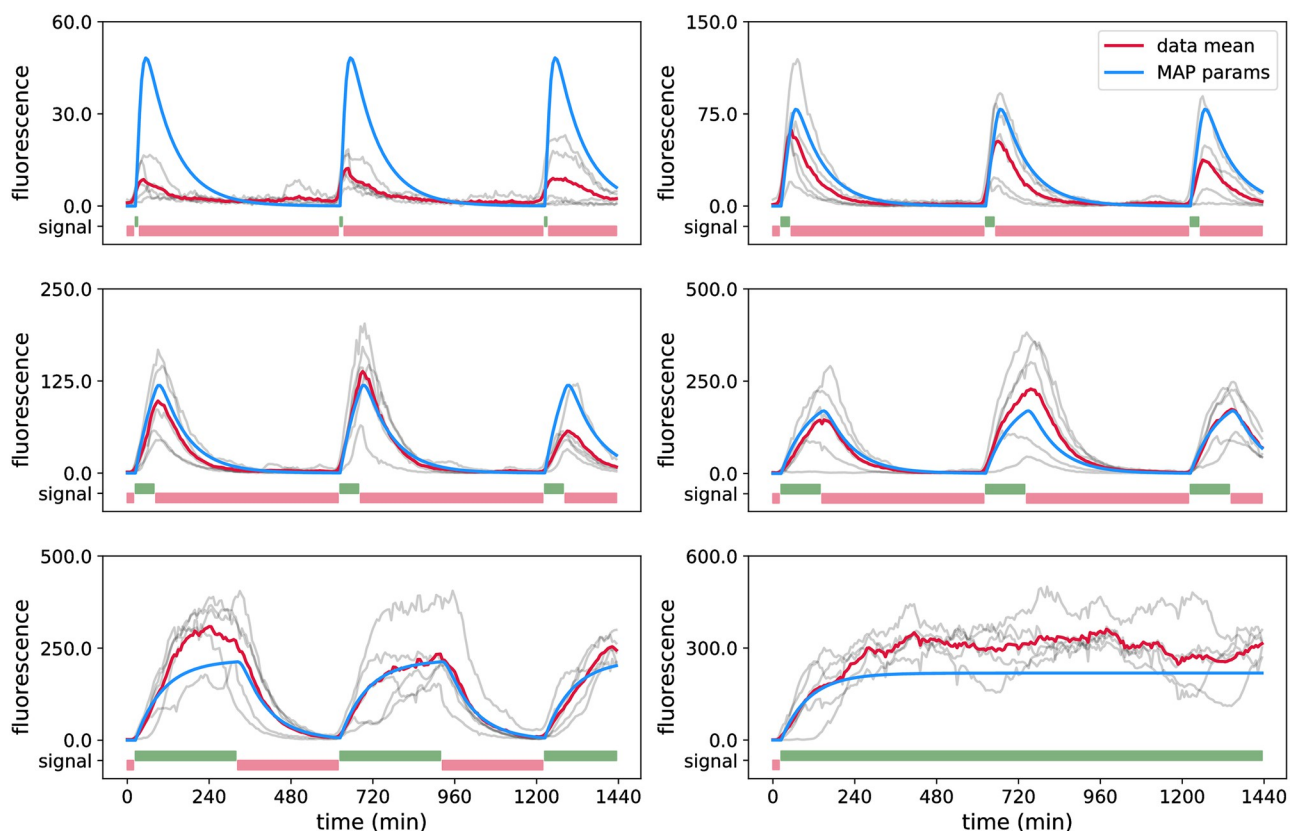 60.0
30.0
0.0
fluorescence
signal
150.0
75.0
0.0
fluorescence
signal
data mean
MAP params
250.0
125.0
0.0
fluorescence
signal
500.0
250.0
0.0
fluorescence
signal
500.0
250.0
0.0
fluorescence
signal
0 240 480 720 960 1200 1440
time (min)
600.0
300.0
0.0
fluorescence
signal
0 240 480 720 960 1200 1440
time (min)